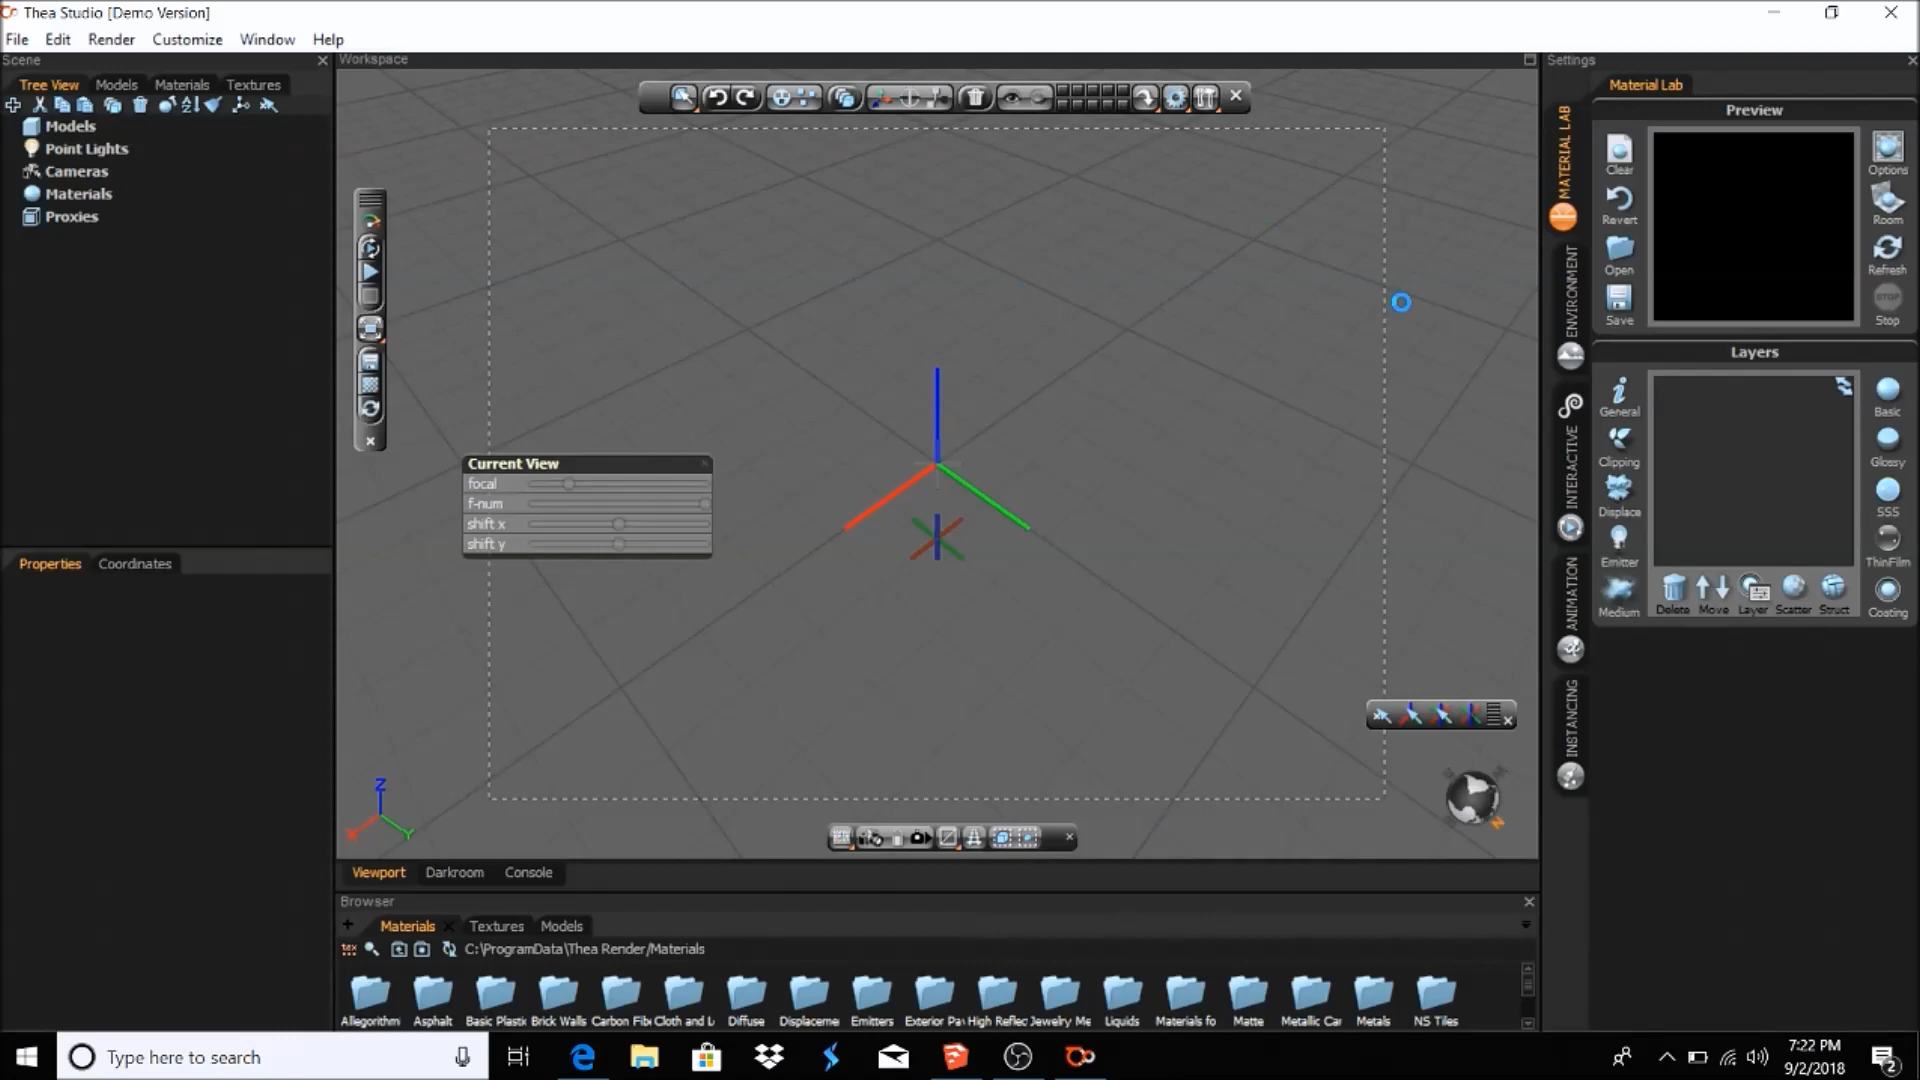 Thea Studio [Demo Version]
File Edit Render Customize Window Help
Scene
Tree View Models Materials Textures
Models
Point Lights
Cameras
Materials
Proxies
Properties Coordinates
Workspace
Current View
focal
f-num
shift x
shift y
Z
X
Y
N
Viewport Darkroom Console
Browser
Materials Textures Models
tex C:\ProgramData\Thea Render/Materials
Allegorithmi Asphalt Basic Plastic Brick Walls Carbon Fibe Cloth and L Diffuse Displaceme Emitters Exterior Pav High Reflec Jewelry Me Liquids Materials fo Matte Metallic Car Metals NS Tiles
Settings
Material Lab
MATERIAL LAB
ENVIRONMENT
INTERACTIVE
ANIMATION
INSTANCING
Preview
Clear
Revert
Open
Save
Options
Room
Refresh
STOP
Stop
Layers
General
Clipping
Displace
Emitter
Medium
Basic
Glossy
SSS
ThinFilm
Coating
Delete Move Layer Scatter Struct
Type here to search
7:22 PM
9/2/2018
2